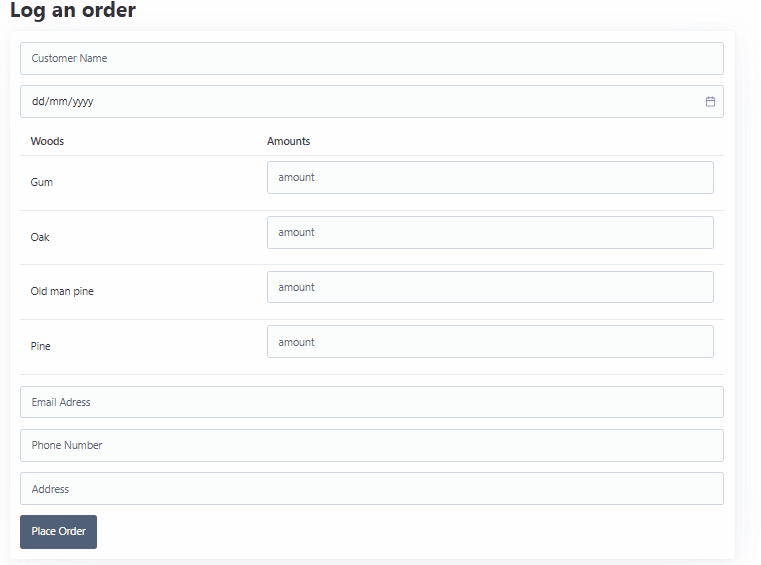 Log an order
Customer Name
dd/mm/yyyy
Woods Amounts
Gum amount
Oak amount
Old man pine amount
Pine amount
Email Adress
Phone Number
Address
Place Order